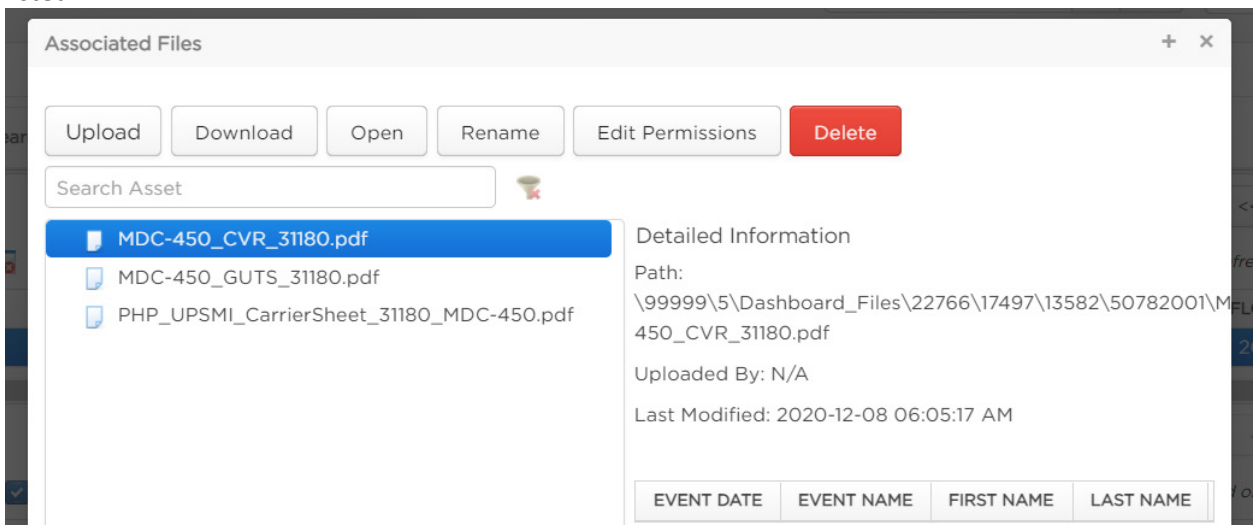 Associated Files
Upload Download Open Rename Edit Permissions Delete
Search Asset
MDC-450_CVR_31180.pdf
MDC-450_GUTS_31180.pdf
PHP_UPSMI_CarrierSheet_31180_MDC-450.pdf
Detailed Information
Path:
\99999\5\Dashboard_Files\22766\17497\13582\50782001\M
450_CVR_31180.pdf
Uploaded By: N/A
Last Modified: 2020-12-08 06:05:17 AM
EVENT DATE EVENT NAME FIRST NAME LAST NAME